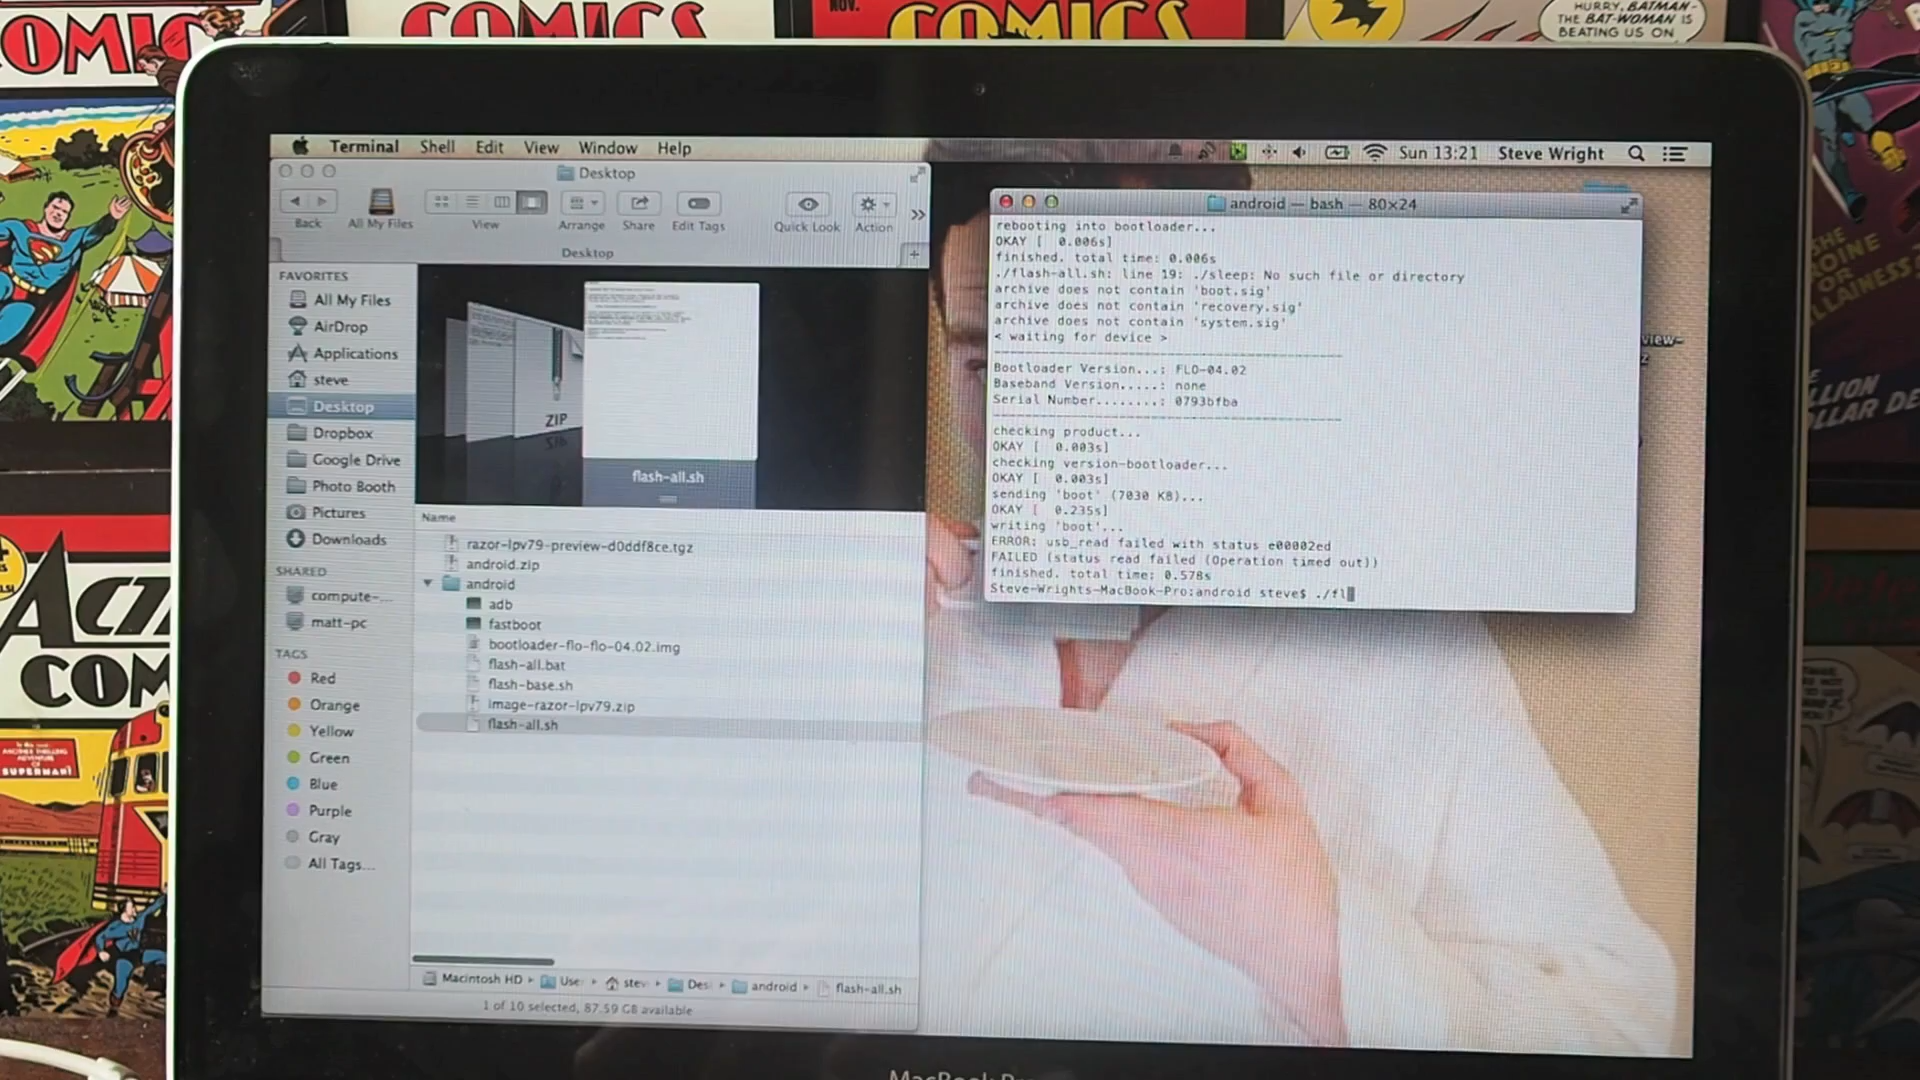 COMICS
COMICS
NOV.
COMICS
HURRY, BATMAN-
THE BAT-WOMAN IS
BEATING US ON
Terminal Shell Edit View Window Help
Sun 13:21 Steve Wright
Desktop
Back All My Files View Arrange Share Edit Tags Quick Look Action
Desktop
FAVORITES
All My Files
AirDrop
Applications
steve
Desktop
Dropbox
Google Drive
Photo Booth
Pictures
Downloads
SHARED
compute-...
matt-pc
TAGS
Red
Orange
Yellow
Green
Blue
Purple
Gray
All Tags...
ZIP
flash-all.sh
Name
razor-lpv79-preview-d0ddf8ce.tgz
android.zip
android
adb
fastboot
bootloader-flo-flo-04.02.img
flash-all.bat
flash-base.sh
image-razor-lpv79.zip
flash-all.sh
Macintosh HD Use stev Des android flash-all.sh
1 of 10 selected, 87.59 GB available
android — bash — 80×24
rebooting into bootloader...
OKAY [ 0.006s]
finished. total time: 0.006s
./flash-all.sh: line 19: ./sleep: No such file or directory
archive does not contain 'boot.sig'
archive does not contain 'recovery.sig'
archive does not contain 'system.sig'
< waiting for device >
--------------------------------------------
Bootloader Version...: FLO-04.02
Baseband Version.....: none
Serial Number........: 0793bfba
--------------------------------------------
checking product...
OKAY [ 0.003s]
checking version-bootloader...
OKAY [ 0.003s]
sending 'boot' (7030 KB)...
OKAY [ 0.235s]
writing 'boot'...
ERROR: usb_read failed with status e00002ed
FAILED (status read failed (Operation timed out))
finished. total time: 0.578s
Steve-Wrights-MacBook-Pro:android steve$ ./fl
view-
SUPERMAN!
MacBook Pro